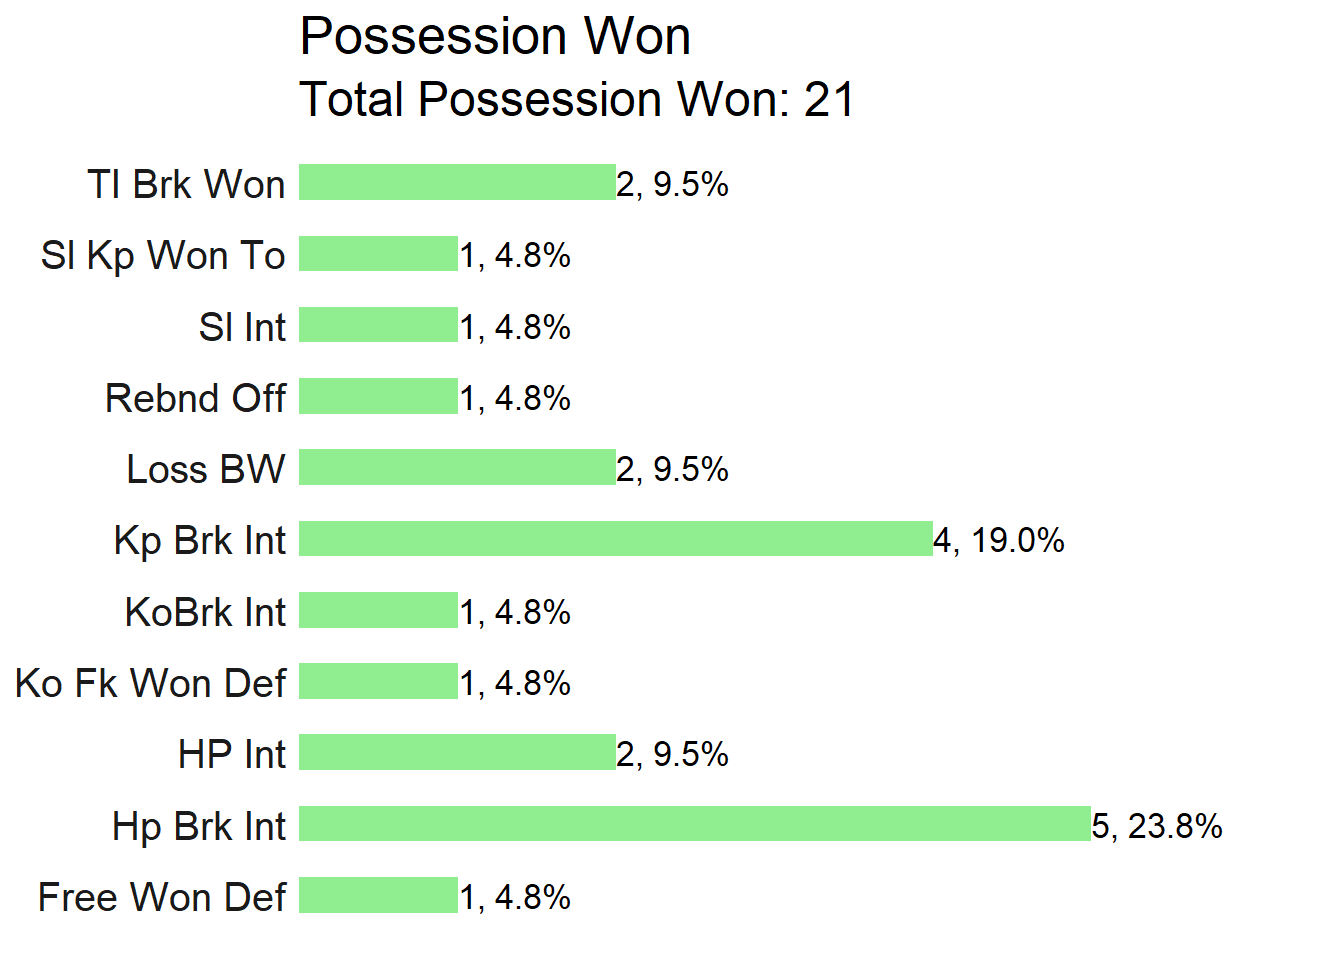 Possession Won
Total Possession Won: 21
Tl Brk Won 2, 9.5%
Sl Kp Won To 1, 4.8%
Sl Int 1, 4.8%
Rebnd Off 1, 4.8%
Loss BW 2, 9.5%
Kp Brk Int 4, 19.0%
KoBrk Int 1, 4.8%
Ko Fk Won Def 1, 4.8%
HP Int 2, 9.5%
Hp Brk Int 5, 23.8%
Free Won Def 1, 4.8%